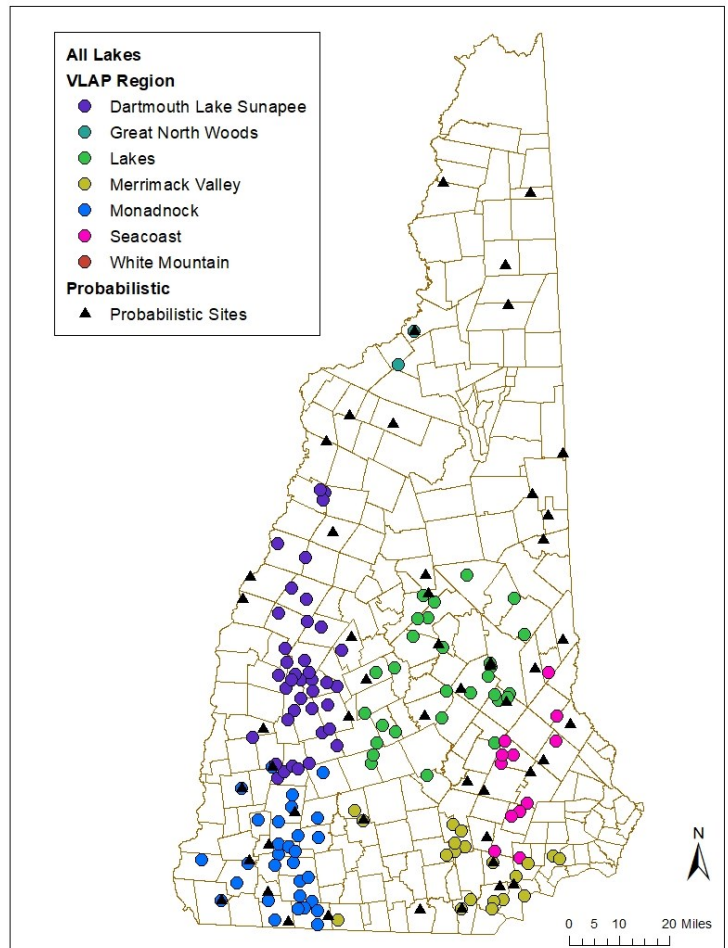 All Lakes
VLAP Region
Dartmouth Lake Sunapee
Great North Woods
Lakes
Merrimack Valley
Monadnock
Seacoast
White Mountain
Probabilistic
Probabilistic Sites
N
0 5 10 20 Miles